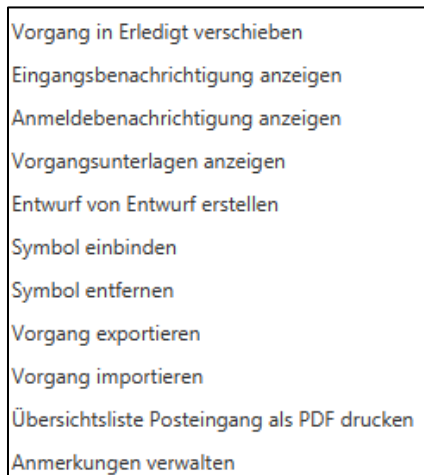 Vorgang in Erledigt verschieben
Eingangsbenachrichtigung anzeigen
Anmeldebenachrichtigung anzeigen
Vorgangsunterlagen anzeigen
Entwurf von Entwurf erstellen
Symbol einbinden
Symbol entfernen
Vorgang exportieren
Vorgang importieren
Übersichtsliste Posteingang als PDF drucken
Anmerkungen verwalten